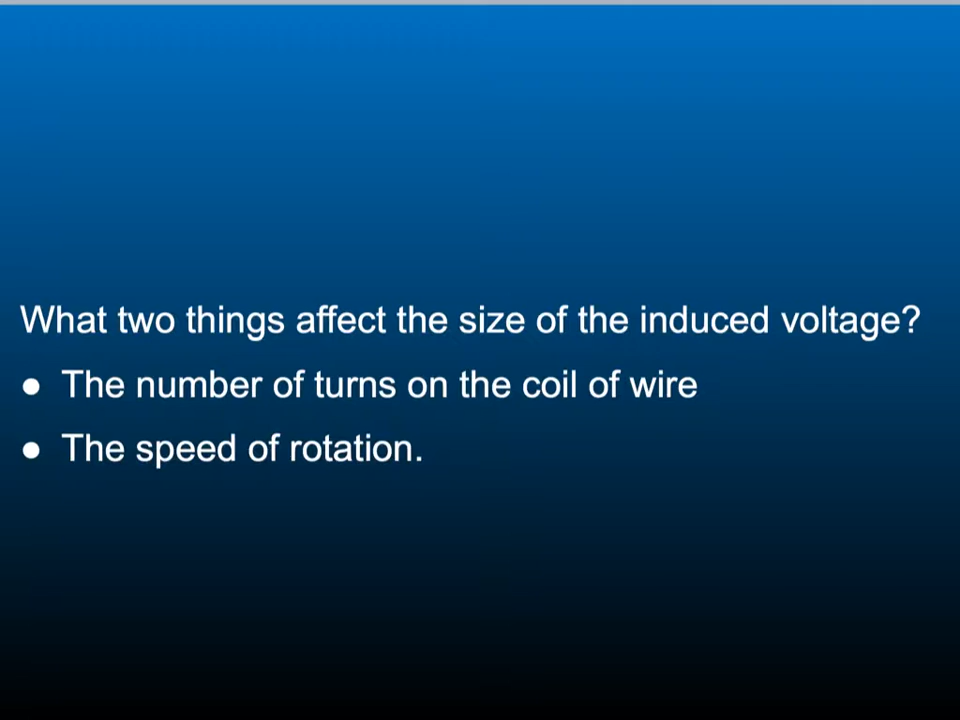 What two things affect the size of the induced voltage?
● The number of turns on the coil of wire
● The speed of rotation.